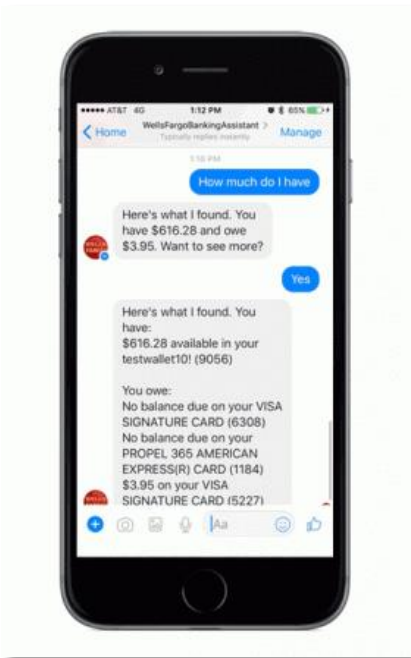 AT&T 4G 1:12 PM 65%
Home WellsFargoBankingAssistant > Manage
Typically replies instantly
1:10 PM
How much do I have
Here's what I found. You
have $616.28 and owe
$3.95. Want to see more?
Yes
Here's what I found. You
have:
$616.28 available in your
testwallet10! (9056)
You owe:
No balance due on your VISA
SIGNATURE CARD (6308)
No balance due on your
PROPEL 365 AMERICAN
EXPRESS(R) CARD (1184)
$3.95 on your VISA
SIGNATURE CARD (5227)
Aa